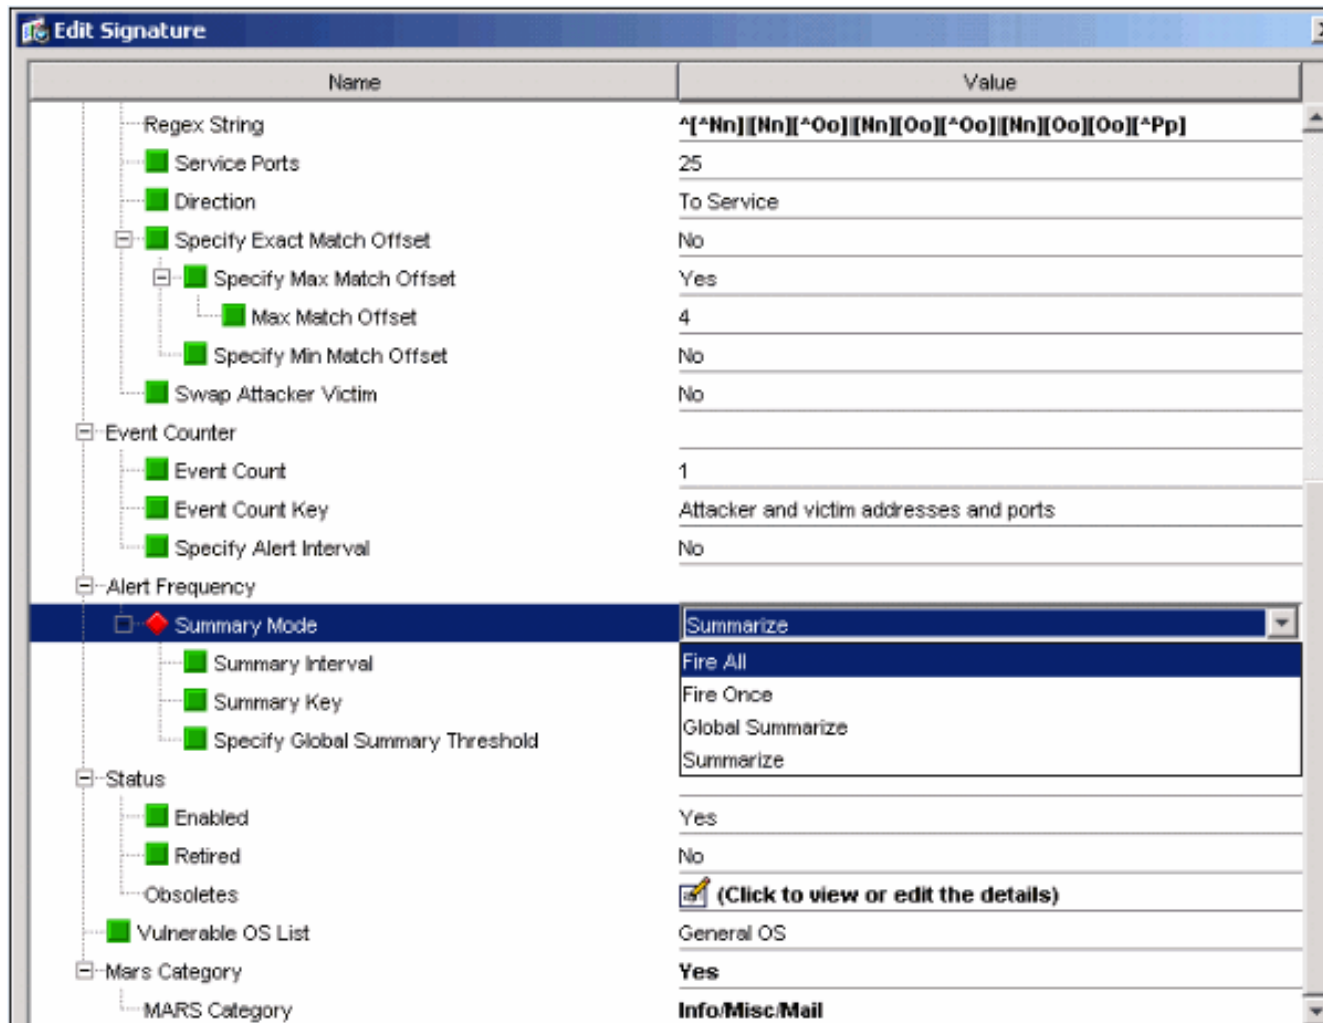 Edit Signature
Name Value
Regex String ^[^Nn]|[Nn][^Oo]|[Nn][Oo][^Oo]|[Nn][Oo][Oo][^Pp]
Service Ports 25
Direction To Service
Specify Exact Match Offset No
Specify Max Match Offset Yes
Max Match Offset 4
Specify Min Match Offset No
Swap Attacker Victim No
Event Counter
Event Count 1
Event Count Key Attacker and victim addresses and ports
Specify Alert Interval No
Alert Frequency
Summary Mode Summarize
Summary Interval Fire All
Summary Key Fire Once
Specify Global Summary Threshold Global Summarize
Summarize
Status
Enabled Yes
Retired No
Obsoletes (Click to view or edit the details)
Vulnerable OS List General OS
Mars Category Yes
MARS Category Info/Misc/Mail